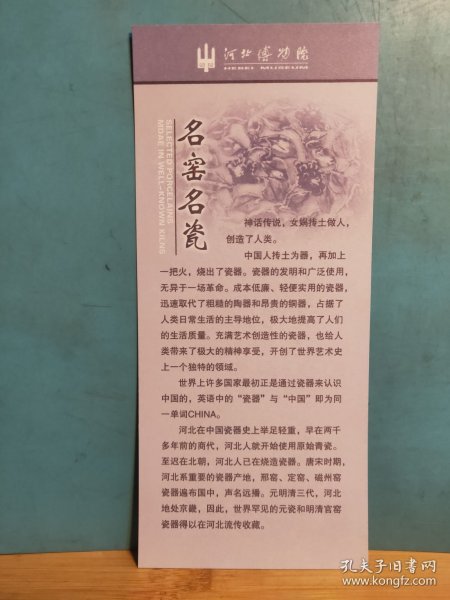 河北博物院
HEBEI MUSEUM
名窑名瓷
SELECTED PORCELAINS
MDAE IN WELL-KNOWN KILNS
神话传说，女娲抟土做人，
创造了人类。
中国人抟土为器，再加上
一把火，烧出了瓷器。瓷器的发明和广泛使用，
无异于一场革命。成本低廉、轻便实用的瓷器，
迅速取代了粗糙的陶器和昂贵的铜器，占据了
人类日常生活的主导地位，极大地提高了人们
的生活质量。充满艺术创造性的瓷器，也给人
类带来了极大的精神享受，开创了世界艺术史
上一个独特的领域。
世界上许多国家最初正是通过瓷器来认识
中国的，英语中的“瓷器”与“中国”即为同
一单词CHINA。
河北在中国瓷器史上举足轻重，早在两千
多年前的商代，河北人就开始使用原始青瓷。
至迟在北朝，河北人已在烧造瓷器。唐宋时期，
河北系重要的瓷器产地，邢窑、定窑、磁州窑
瓷器遍布国中，声名远播。元明清三代，河北
地处京畿，因此，世界罕见的元瓷和明清官窑
瓷器得以在河北流传收藏。
孔夫子旧书网
www.kongfz.com